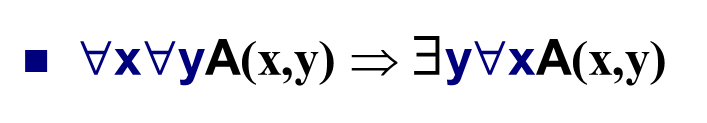 ■ ∀x∀yA(x,y) ⇒ ∃y∀xA(x,y)